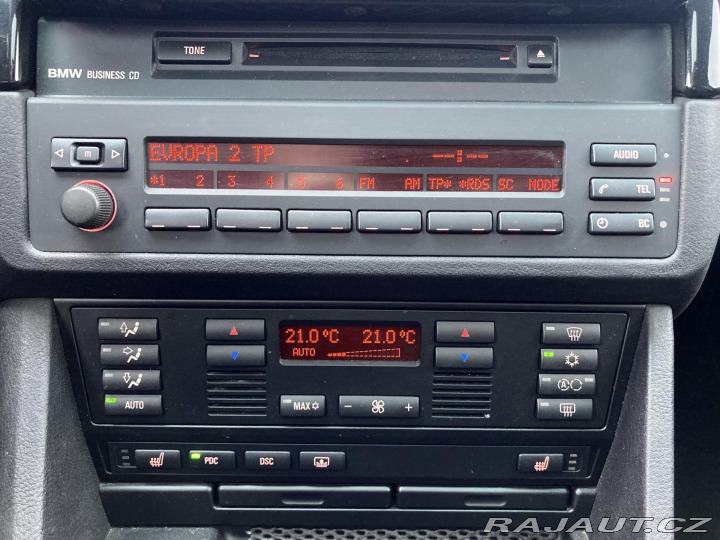 TONE
BMW BUSINESS CD
m
EVROPA 2 TP --:--
AUDIO
*1 2 3 4 5 6 FM AM TP* *RDS SC MODE
TEL
BC
21.0°C 21.0°C
AUTO
A
AUTO
MAX
- +
PDC
DSC
RAJAUT.CZ